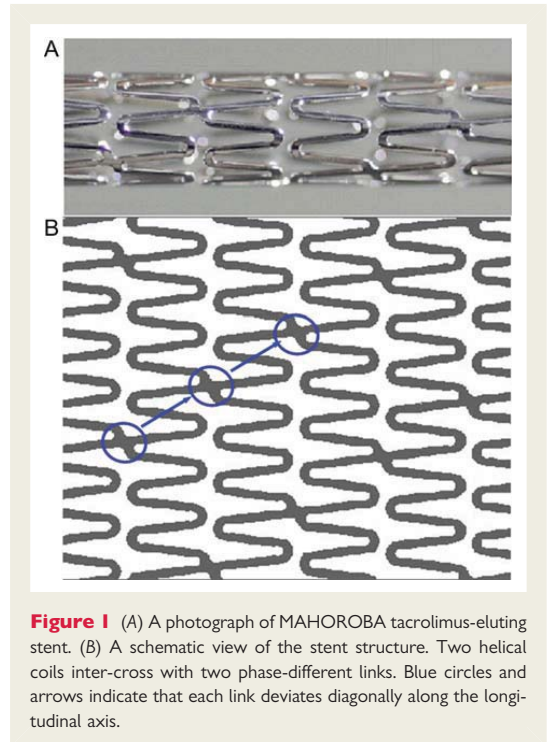 A
B
Figure 1 (A) A photograph of MAHOROBA tacrolimus-eluting
stent. (B) A schematic view of the stent structure. Two helical
coils inter-cross with two phase-different links. Blue circles and
arrows indicate that each link deviates diagonally along the longi-
tudinal axis.